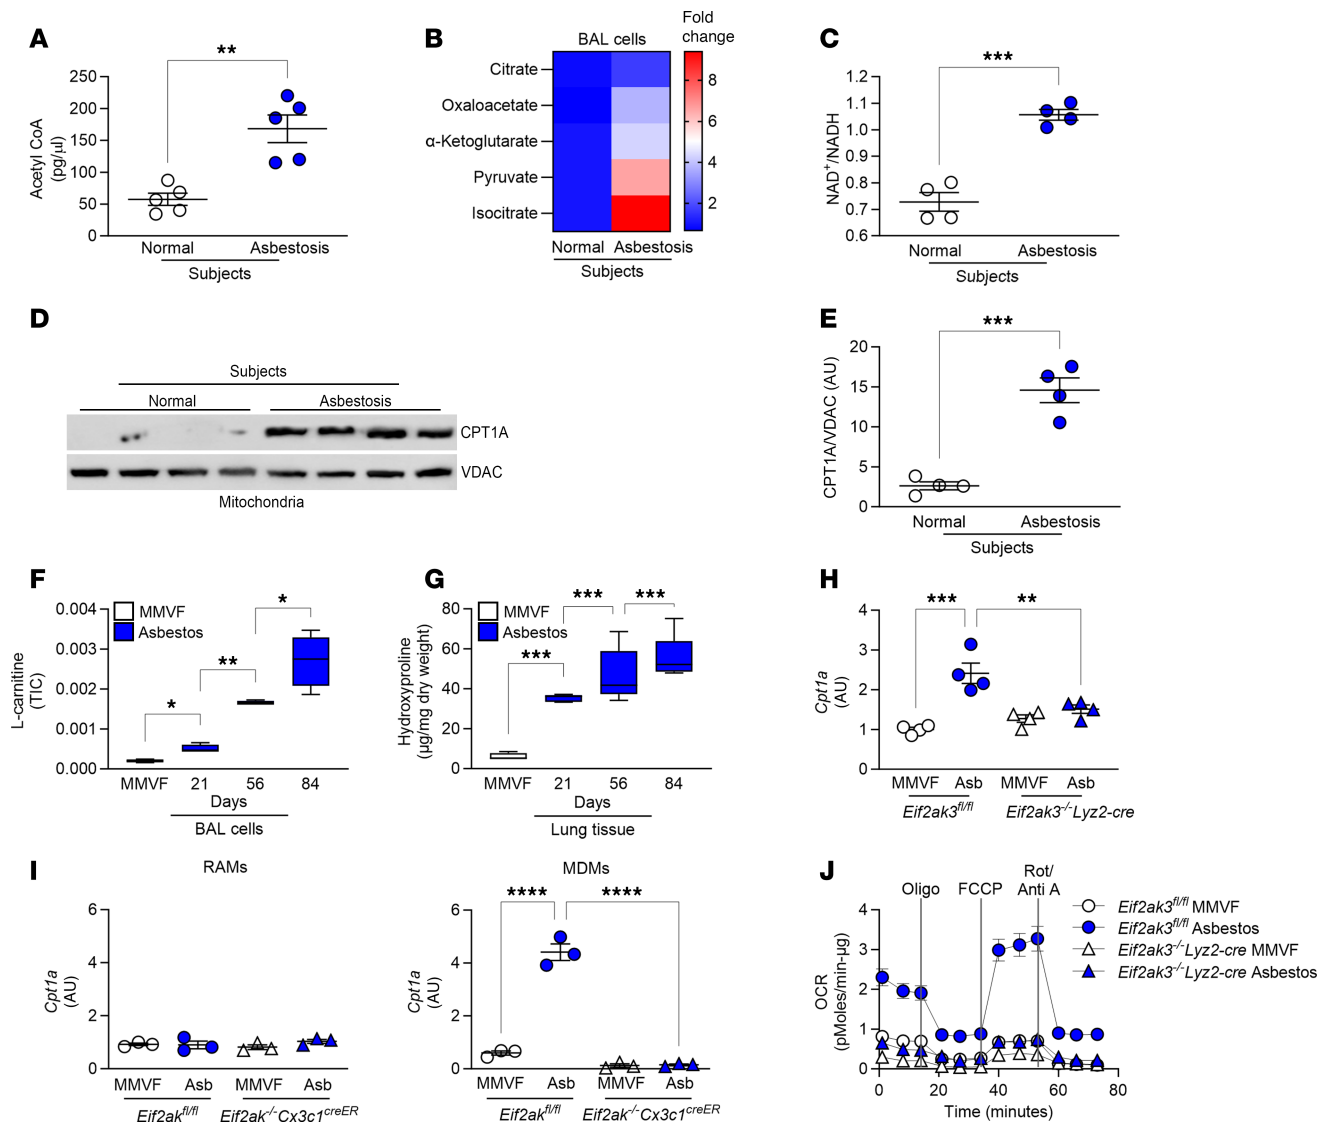 A
**
250
200
150
100
50
0
Acetyl CoA
(pg/µl)
Normal
Asbestosis
Subjects
B
BAL cells
Fold
change
Citrate
Oxaloacetate
α-Ketoglutarate
Pyruvate
Isocitrate
8
6
4
2
Normal
Asbestosis
Subjects
C
***
1.2
1.1
1.0
0.9
0.8
0.7
0.6
NAD+/NADH
Normal
Asbestosis
Subjects
D
Subjects
Normal
Asbestosis
CPT1A
VDAC
Mitochondria
E
***
20
15
10
5
0
CPT1A/VDAC (AU)
Normal
Asbestosis
Subjects
F
MMVF
Asbestos
*
**
*
0.004
0.003
0.002
0.001
0.000
L-carnitine
(TIC)
MMVF 21 56 84
Days
BAL cells
G
MMVF
Asbestos
***
***
***
80
60
40
20
0
Hydroxyproline
(µg/mg dry weight)
MMVF 21 56 84
Days
Lung tissue
H
***
**
4
3
2
1
0
Cpt1a
(AU)
MMVF Asb MMVF Asb
Eif2ak3fl/fl
Eif2ak3-/-Lyz2-cre
I
RAMs
6
4
2
0
Cpt1a
(AU)
MMVF Asb MMVF Asb
Eif2akfl/fl
Eif2ak-/-Cx3c1creER
MDMs
****
****
6
4
2
0
Cpt1a
(AU)
MMVF Asb MMVF Asb
Eif2akfl/fl
Eif2ak-/-Cx3c1creER
J
Oligo
FCCP
Rot/
Anti A
4
3
2
1
0
OCR
(pMoles/min-µg)
0 20 40 60 80
Time (minutes)
Eif2ak3fl/fl MMVF
Eif2ak3fl/fl Asbestos
Eif2ak3-/-Lyz2-cre MMVF
Eif2ak3-/-Lyz2-cre Asbestos